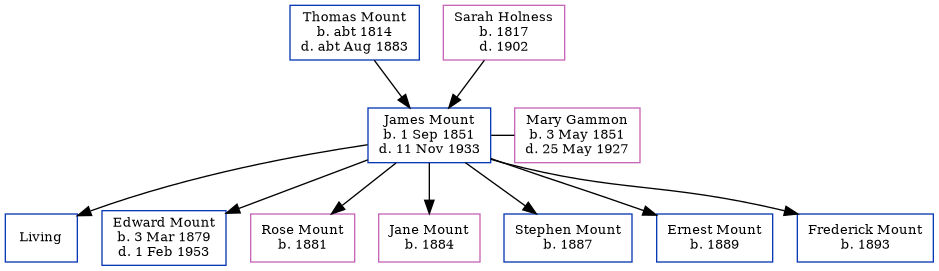 Thomas Mount
b. abt 1814
d. abt Aug 1883
Sarah Holness
b. 1817
d. 1902
James Mount
b. 1 Sep 1851
d. 11 Nov 1933
Mary Gammon
b. 3 May 1851
d. 25 May 1927
Living
Edward Mount
b. 3 Mar 1879
d. 1 Feb 1953
Rose Mount
b. 1881
Jane Mount
b. 1884
Stephen Mount
b. 1887
Ernest Mount
b. 1889
Frederick Mount
b. 1893